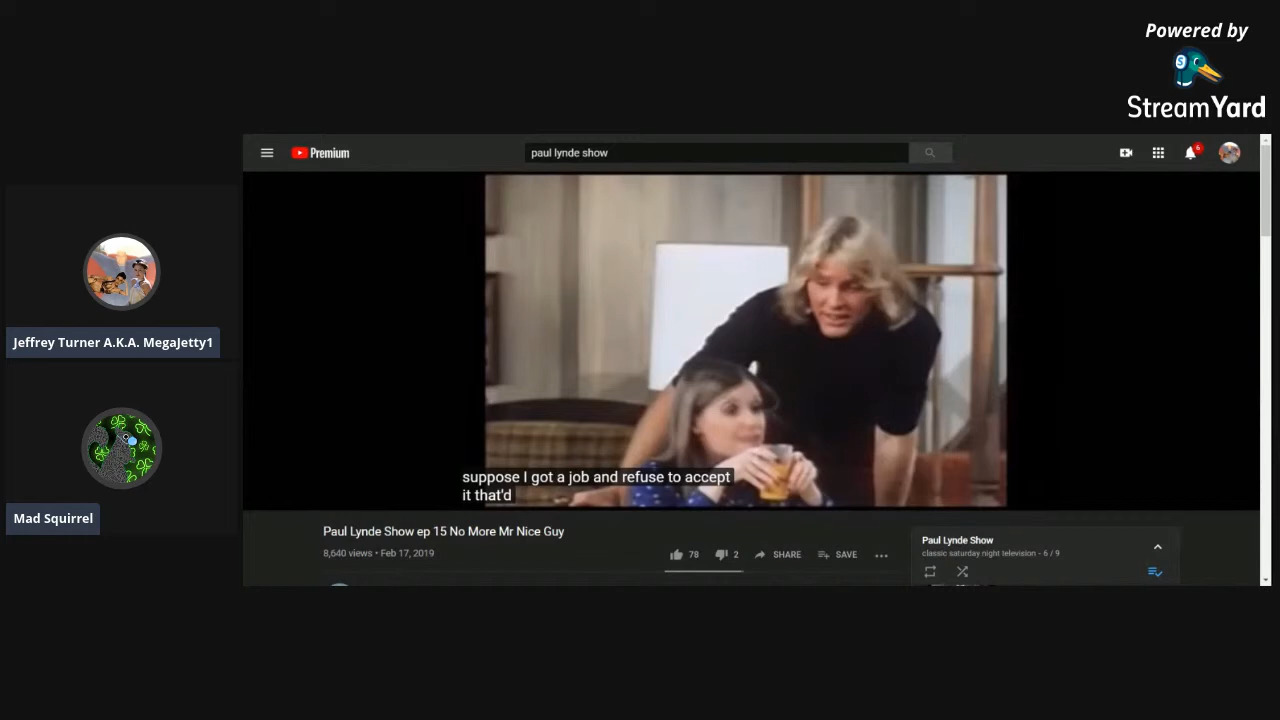 Powered by
StreamYard
Premium
paul lynde show
6
Jeffrey Turner A.K.A. MegaJetty1
Mad Squirrel
suppose I got a job and refuse to accept
it that'd
Paul Lynde Show ep 15 No More Mr Nice Guy
8,640 views • Feb 17, 2019
78
2
SHARE
SAVE
Paul Lynde Show
classic saturday night television - 6 / 9